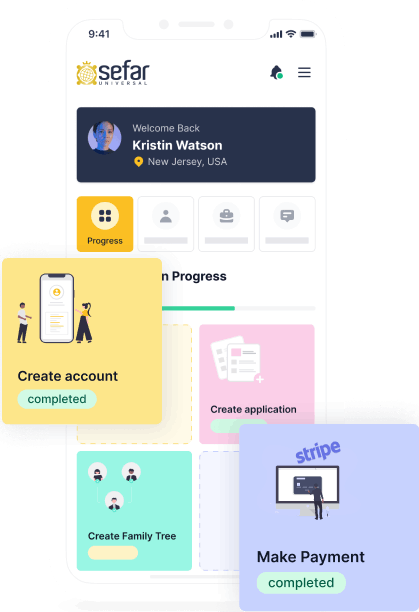 9:41
sefar
UNIVERSAL
Welcome Back
Kristin Watson
New Jersey, USA
Progress
n Progress
Create account
completed
Create application
Create Family Tree
stripe
Make Payment
completed